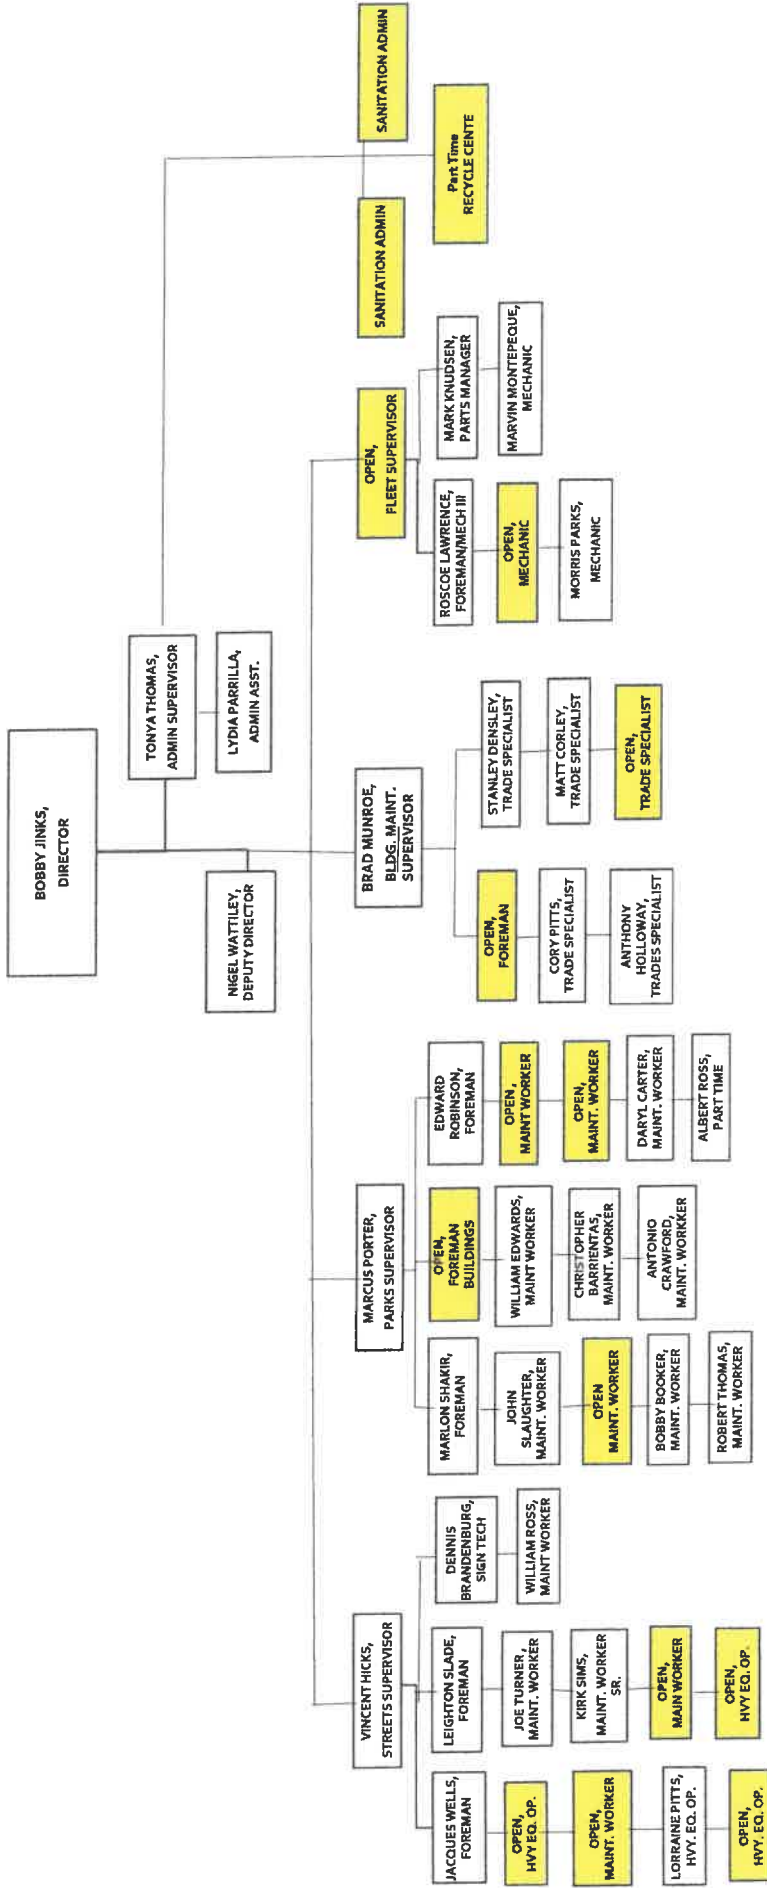 BOBBY JINKS,
DIRECTOR
TONYA THOMAS,
ADMIN SUPERVISOR
LYDIA PARRILLA,
ADMIN ASST.
NIGEL WATTILEY,
DEPUTY DIRECTOR
VINCENT HICKS,
STREETS SUPERVISOR
JACQUES WELLS,
FOREMAN
OPEN,
HVY EQ. OP.
OPEN,
MAINT. WORKER
LORRAINE PITTS,
HVY. EQ. OP.
OPEN,
HVY. EQ. OP.
LEIGHTON SLADE,
FOREMAN
JOE TURNER,
MAINT. WORKER
KIRK SIMS,
MAINT. WORKER
SR.
OPEN,
MAIN WORKER
OPEN,
HVY EQ. OP.
DENNIS
BRANDENBURG,
SIGN TECH
WILLIAM ROSS,
MAINT WORKER
MARCUS PORTER,
PARKS SUPERVISOR
MARLON SHAKIR,
FOREMAN
JOHN
SLAUGHTER,
MAINT. WORKER
OPEN
MAINT. WORKER
BOBBY BOOKER,
MAINT. WORKER
ROBERT THOMAS,
MAINT. WORKER
OPEN,
FOREMAN
BUILDINGS
WILLIAM EDWARDS,
MAINT WORKER
CHRISTOPHER
BARRIENTAS,
MAINT. WORKER
ANTONIO
CRAWFORD,
MAINT. WORKKER
EDWARD
ROBINSON,
FOREMAN
OPEN,
MAINT WORKER
OPEN,
MAINT. WORKER
DARYL CARTER,
MAINT. WORKER
ALBERT ROSS,
PART TIME
BRAD MUNROE,
BLDG. MAINT.
SUPERVISOR
OPEN,
FOREMAN
CORY PITTS,
TRADE SPECIALIST
ANTHONY
HOLLOWAY,
TRADES SPECIALIST
STANLEY DENSLEY,
TRADE SPECIALIST
MATT CORLEY,
TRADE SPECIALIST
OPEN,
TRADE SPECIALIST
OPEN,
FLEET SUPERVISOR
ROSCOE LAWRENCE,
FOREMAN/MECH III
OPEN,
MECHANIC
MORRIS PARKS,
MECHANIC
MARK KNUDSEN,
PARTS MANAGER
MARVIN MONTEPEQUE,
MECHANIC
SANITATION ADMIN
SANITATION ADMIN
Part Time
RECYCLE CENTE